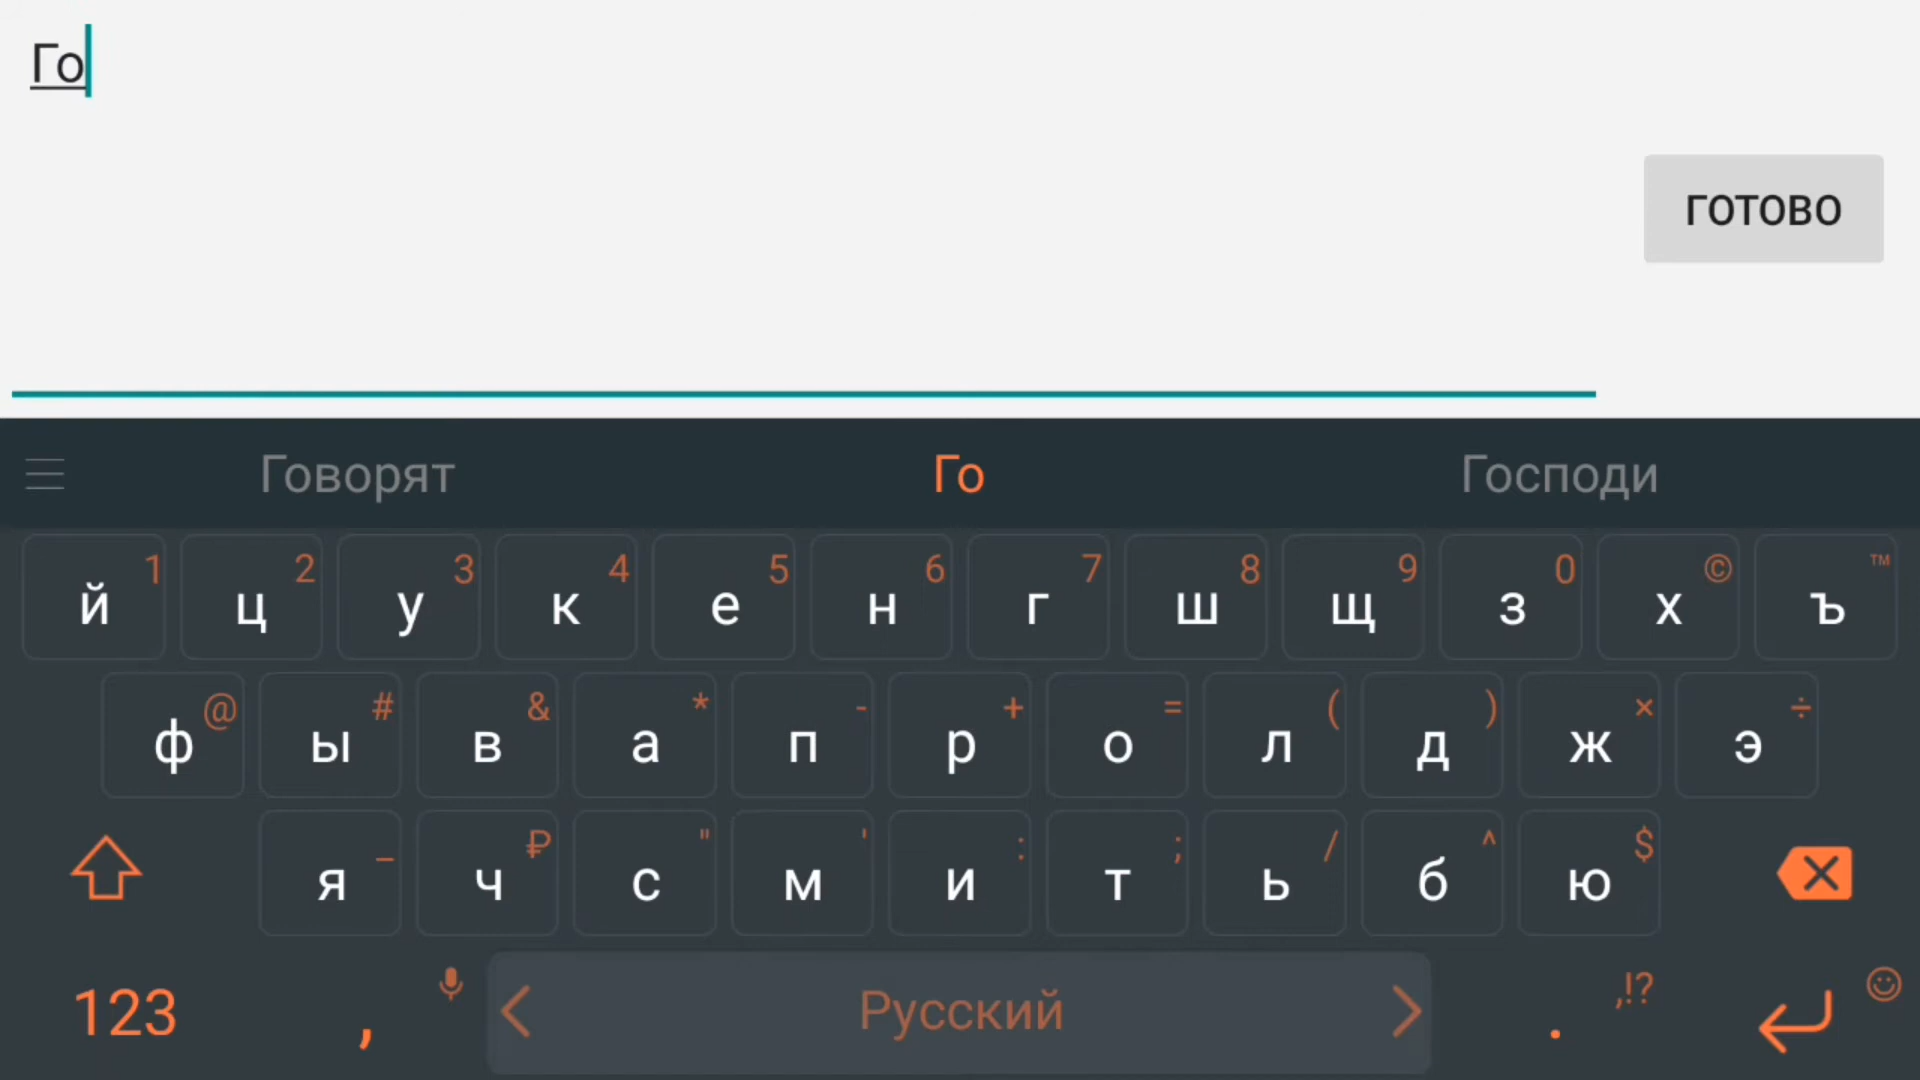 Го
ГОТОВО
Говорят Го Господи
1 2 3 4 5 6 7 8 9 0 © ™
й ц у к е н г ш щ з х ъ
@ # & * - + = ( ) × ÷
ф ы в а п р о л д ж э
_ ₽ " ' : ; / ^ $
я ч с м и т ь б ю
123 , < Русский > . ,!?